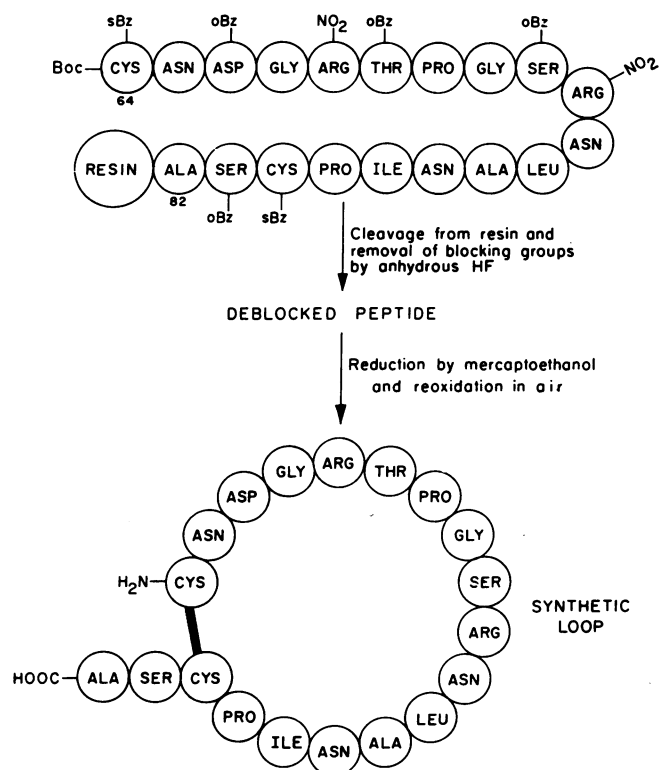 sBz oBz NO2 oBz oBz
Boc— CYS ASN ASP GLY ARG THR PRO GLY SER ARG NO2
64
ASN
RESIN ALA SER CYS PRO ILE ASN ALA LEU
82
oBz sBz
Cleavage from resin and
removal of blocking groups
by anhydrous HF
DEBLOCKED PEPTIDE
Reduction by mercaptoethanol
and reoxidation in air
H2N— CYS ASN ASP GLY ARG THR PRO GLY SER ARG ASN LEU ALA ASN ILE PRO CYS SER ALA —HOOC
SYNTHETIC
LOOP